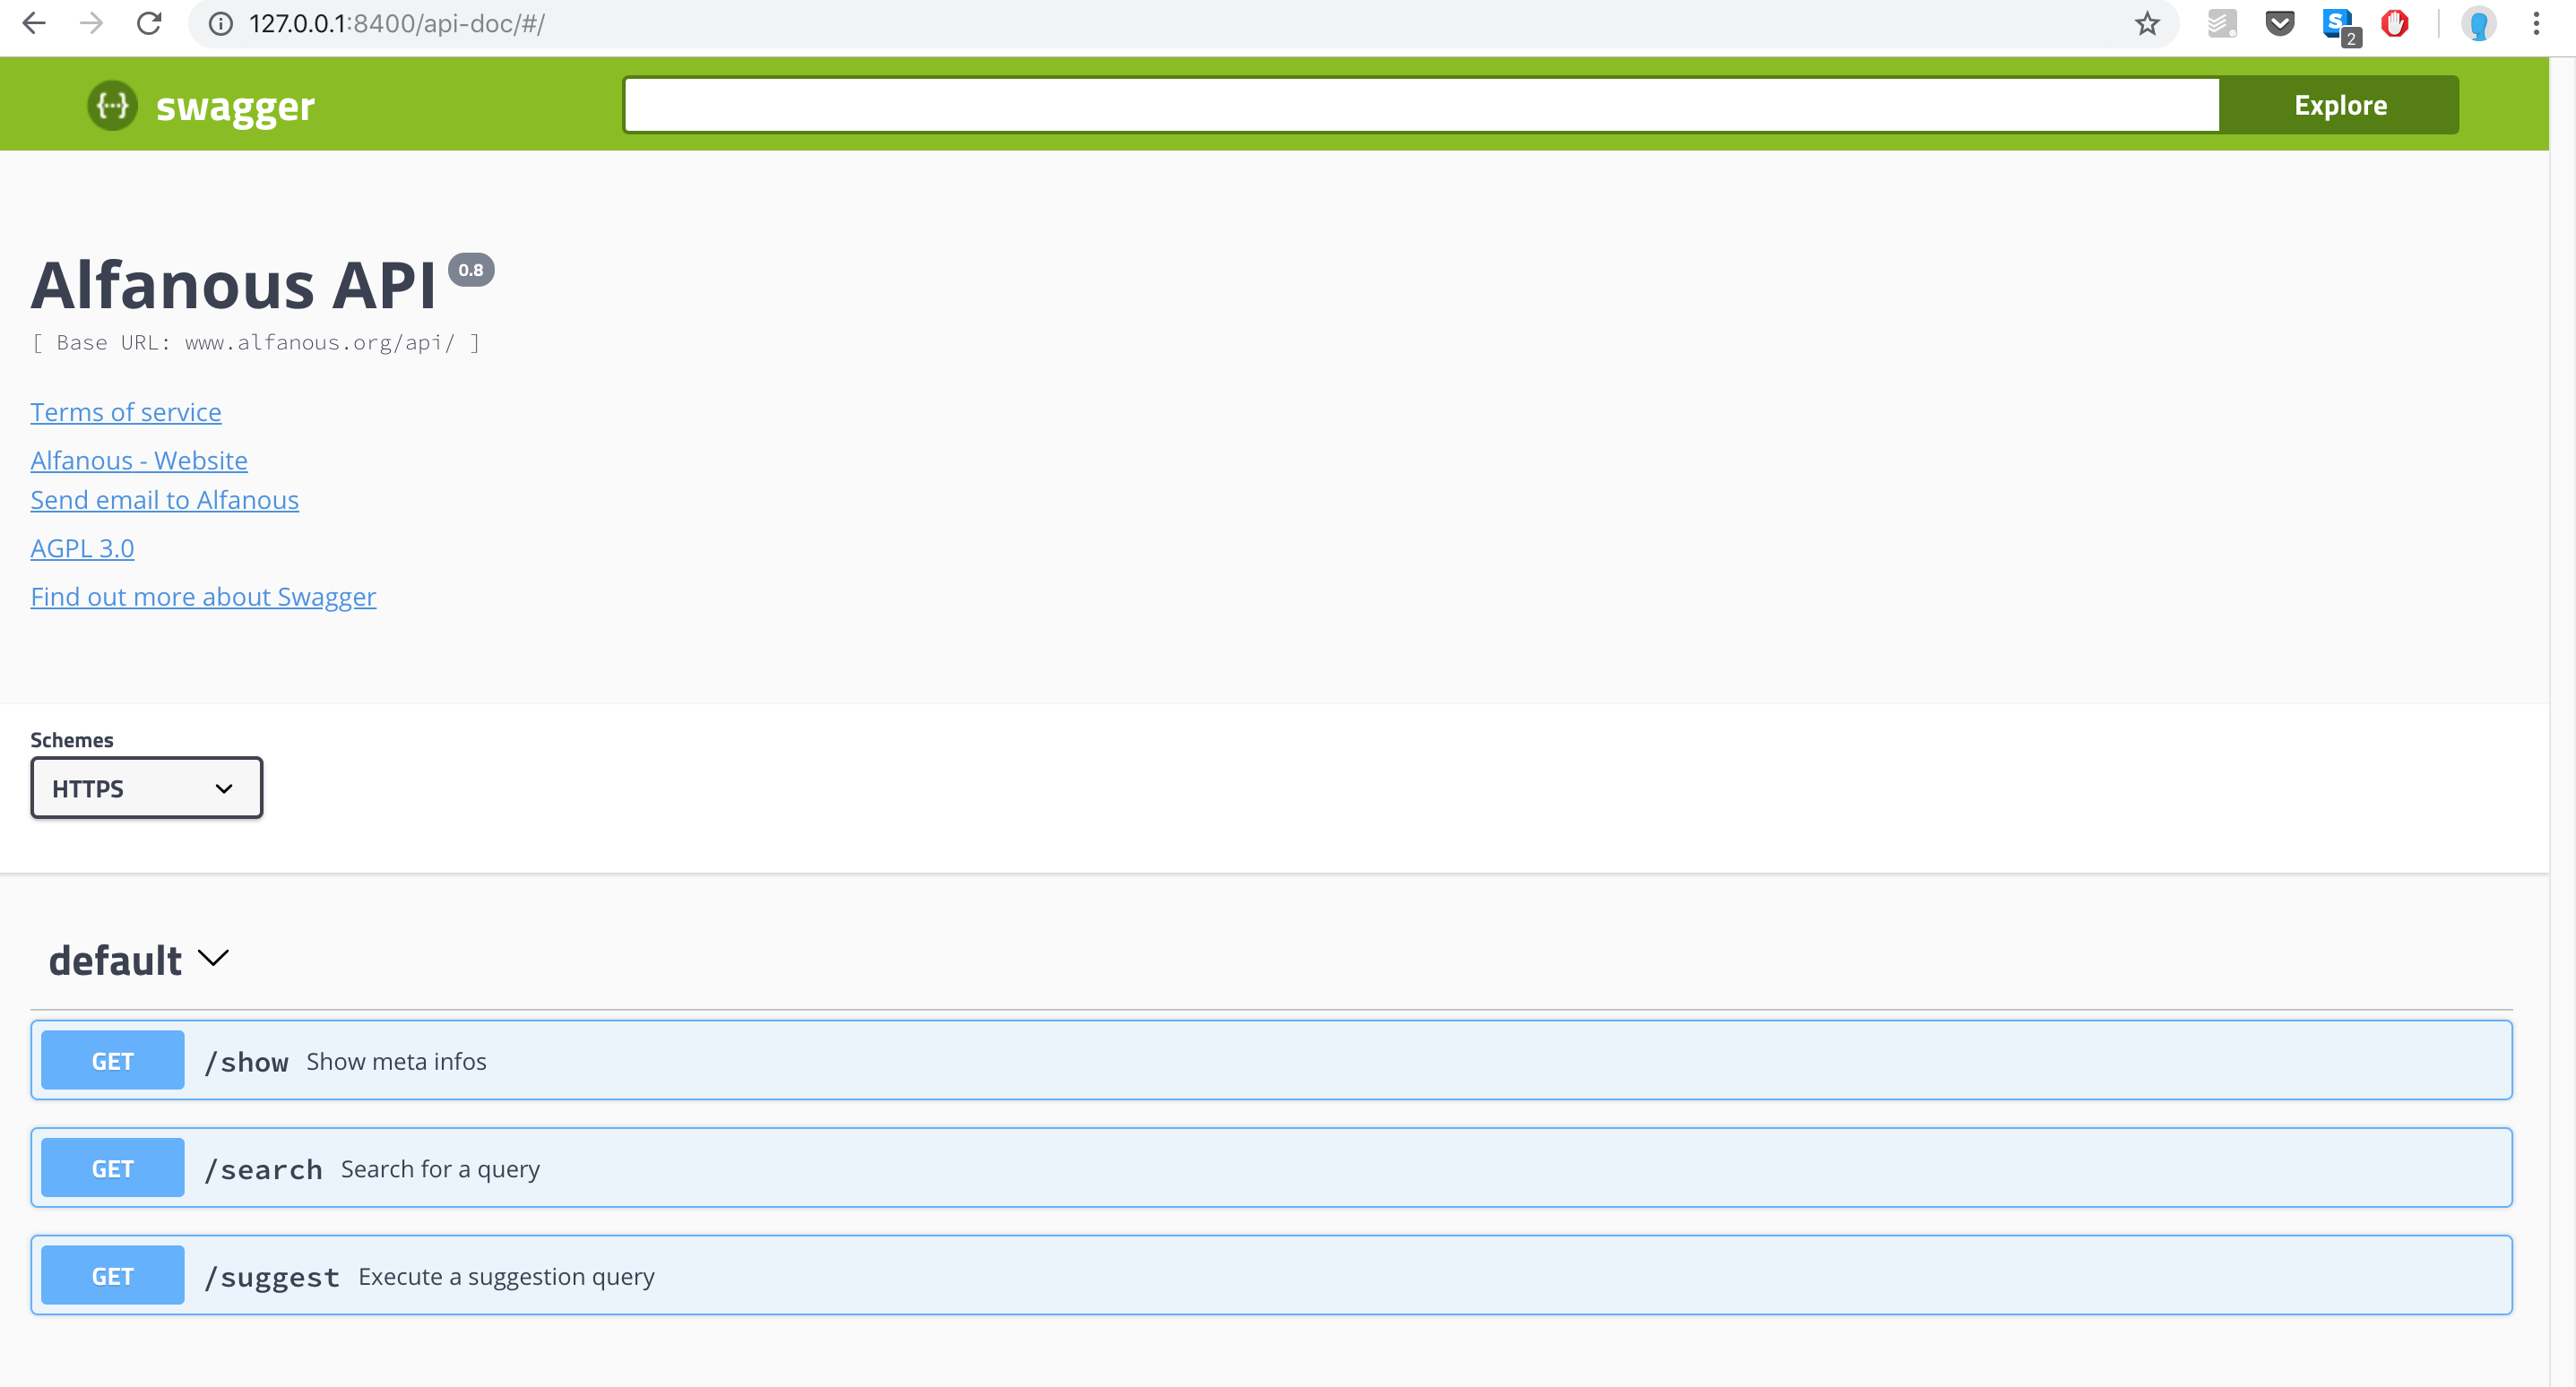 127.0.0.1:8400/api-doc/#/
S 2
{···} swagger Explore
Alfanous API 0.8
[ Base URL: www.alfanous.org/api/ ]
Terms of service
Alfanous - Website
Send email to Alfanous
AGPL 3.0
Find out more about Swagger
Schemes
HTTPS
default
GET /show Show meta infos
GET /search Search for a query
GET /suggest Execute a suggestion query